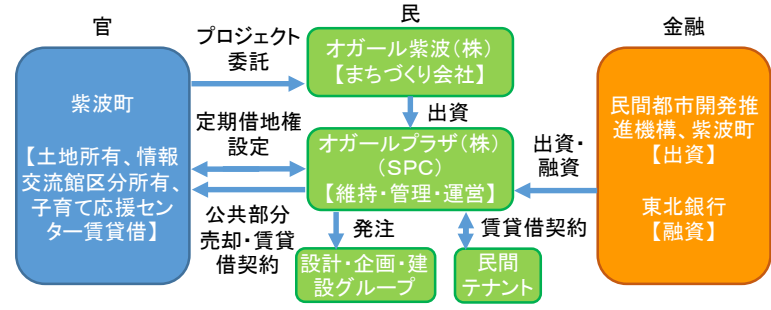 官
民
金融
プロジェクト
委託
オガール紫波(株)
【まちづくり会社】
紫波町
【土地所有、情報
交流館区分所有、
子育て応援セン
ター賃貸借】
出資
定期借地権
設定
オガールプラザ(株)
(SPC)
【維持・管理・運営】
出資・
融資
民間都市開発推
進機構、紫波町
【出資】
東北銀行
【融資】
公共部分
売却・賃貸
借契約
発注
賃貸借契約
設計・企画・建
設グループ
民間
テナント